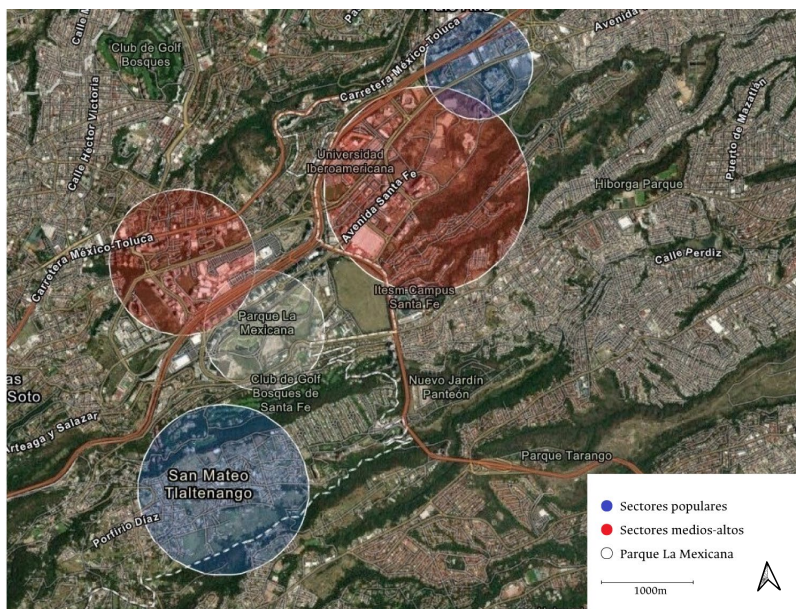 Calle
Club de Golf
Bosques
Calle Héctor Victoria
Carretera México-Toluca
Avenida
Universidad
Iberoamericana
Avenida Santa Fe
Puerto de Mazatlán
Hiborga Parque
Carretera México-Toluca
Calle Perdiz
Itesm Campus
Santa Fe
Parque La
Mexicana
Club de Golf
Bosques de
Santa Fe
Nuevo Jardín
Panteón
as
Soto
Arteaga y Salazar
San Mateo
Tlaltenango
Parque Tarango
Porfirio Díaz
Sectores populares
Sectores medios-altos
Parque La Mexicana
1000m